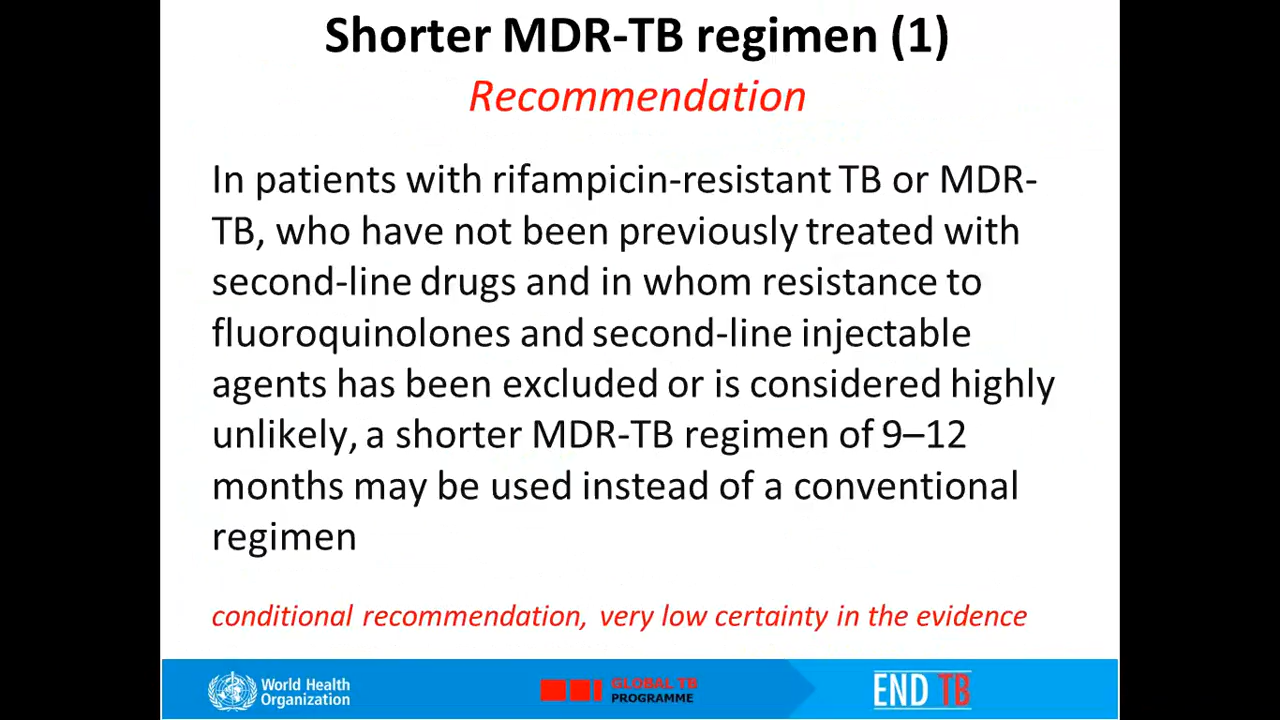 Shorter MDR-TB regimen (1)
Recommendation
In patients with rifampicin-resistant TB or MDR-
TB, who have not been previously treated with
second-line drugs and in whom resistance to
fluoroquinolones and second-line injectable
agents has been excluded or is considered highly
unlikely, a shorter MDR-TB regimen of 9–12
months may be used instead of a conventional
regimen
conditional recommendation, very low certainty in the evidence
World Health
Organization
GLOBAL TB
PROGRAMME
END TB